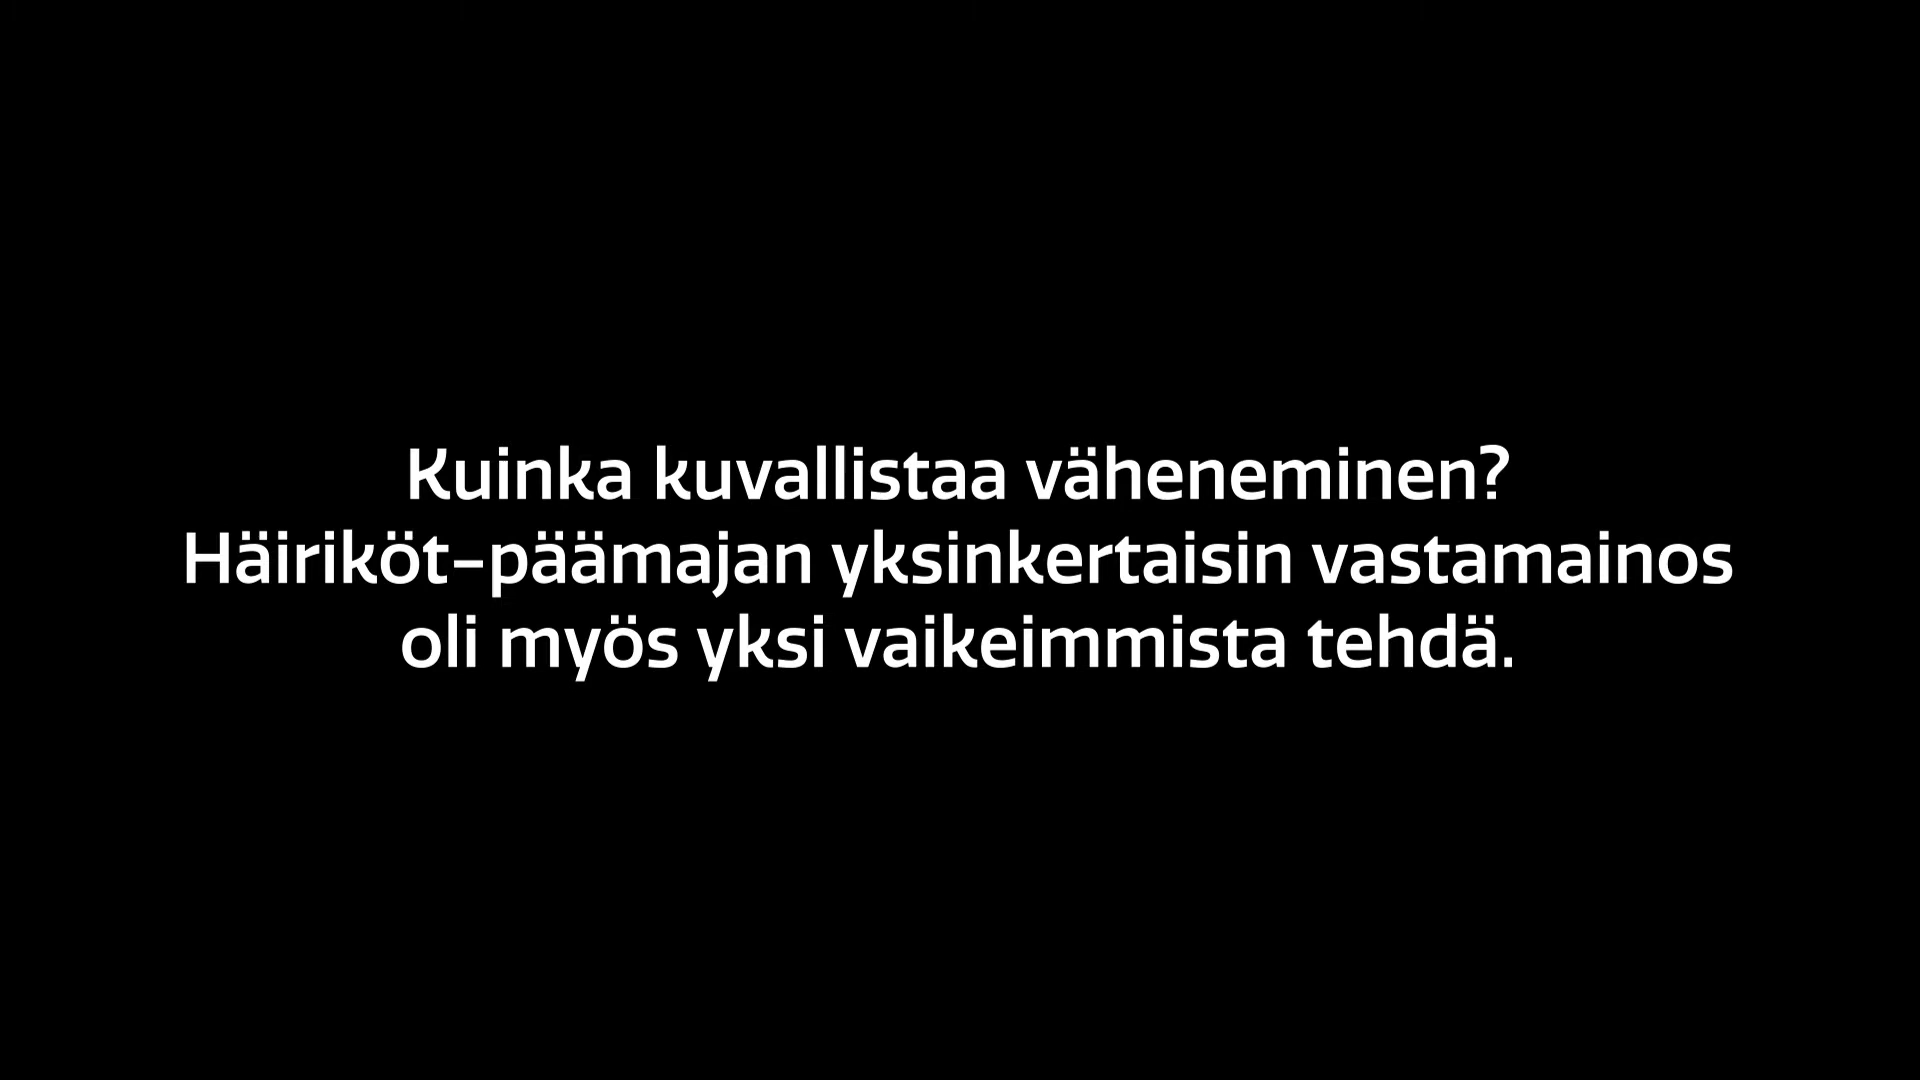 Kuinka kuvallistaa väheneminen?
Häiriköt-päämajan yksinkertaisin vastamainos
oli myös yksi vaikeimmista tehdä.